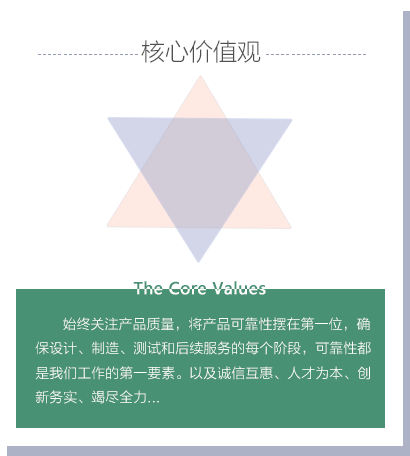 核心价值观
The Core Values
始终关注产品质量，将产品可靠性摆在第一位，确
保设计、制造、测试和后续服务的每个阶段，可靠性都
是我们工作的第一要素。以及诚信互惠、人才为本、创
新务实、竭尽全力...